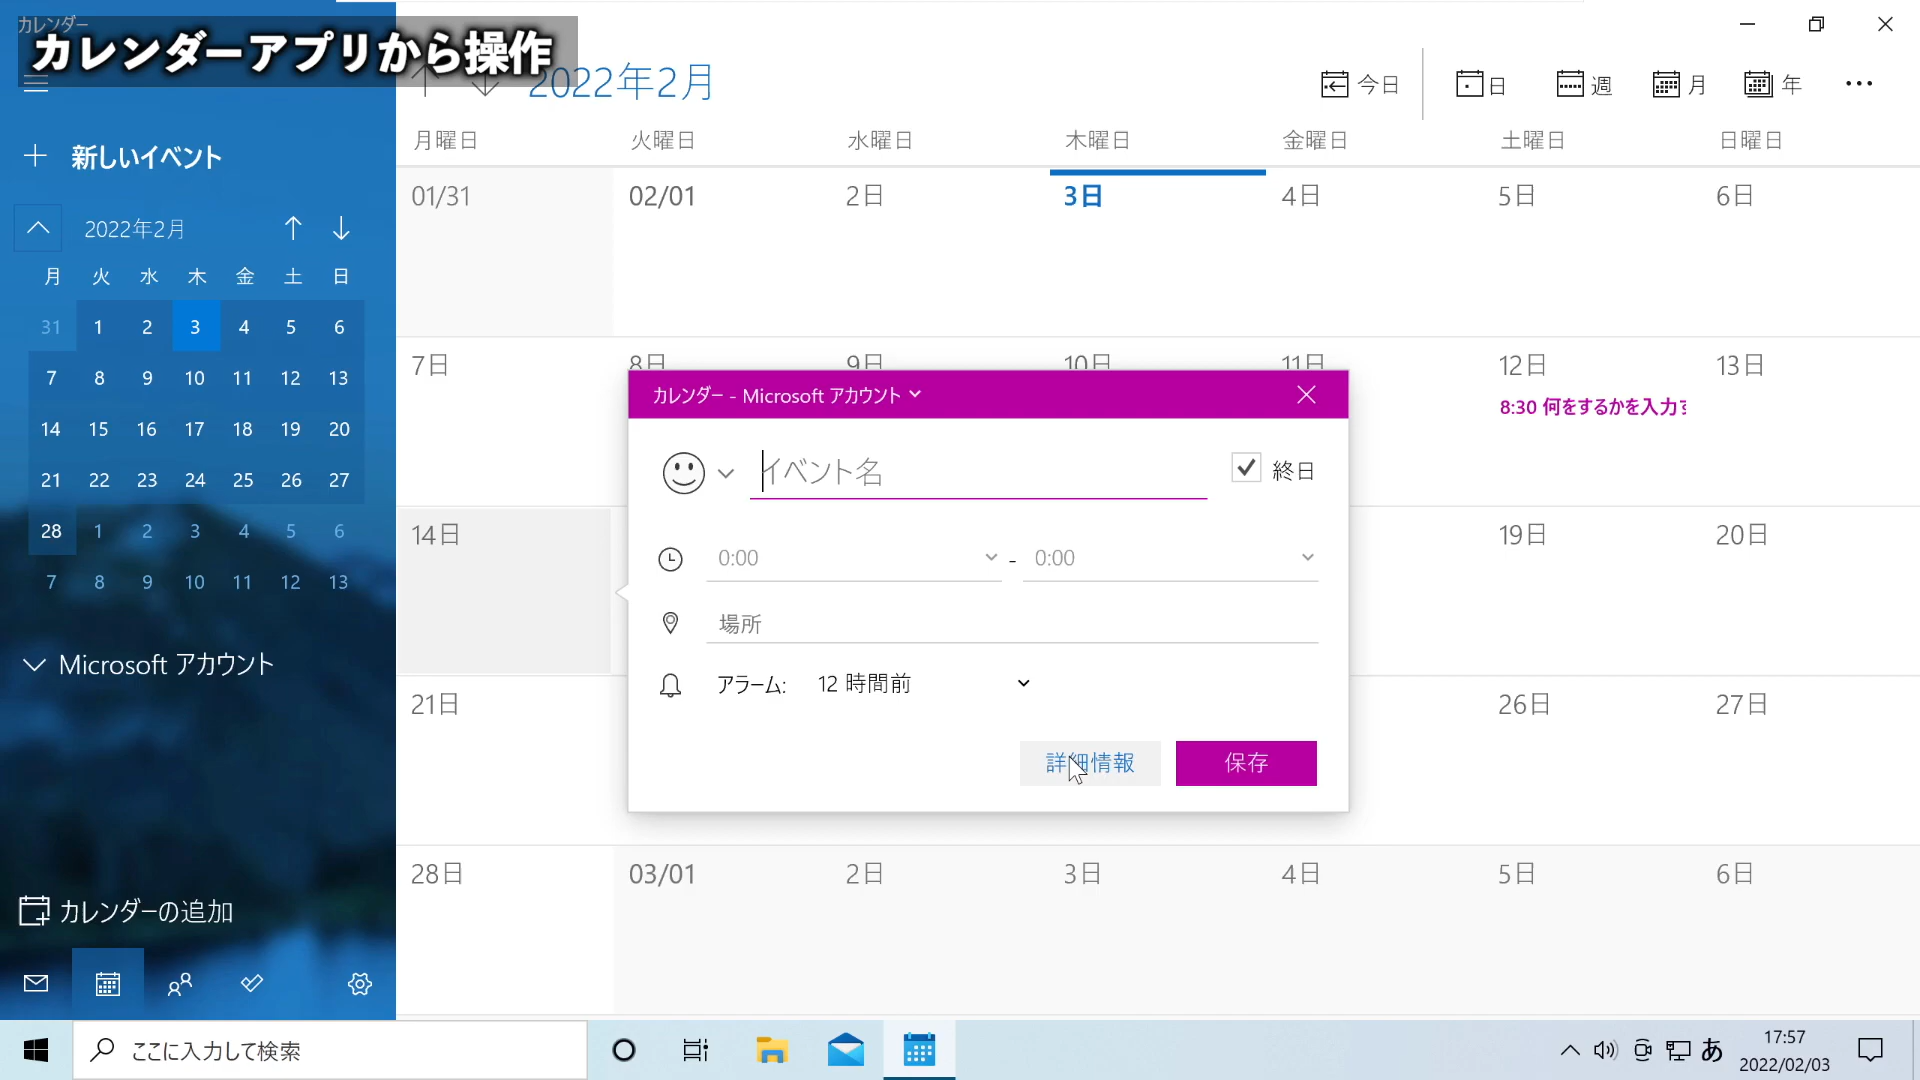 カレンダー
カレンダーアプリから操作
2022年2月
今日
日
週
月
年
新しいイベント
月曜日 火曜日 水曜日 木曜日 金曜日 土曜日 日曜日
01/31 02/01 2日 3日 4日 5日 6日
2022年2月
月 火 水 木 金 土 日
31 1 2 3 4 5 6
7 8 9 10 11 12 13
14 15 16 17 18 19 20
21 22 23 24 25 26 27
28 1 2 3 4 5 6
7 8 9 10 11 12 13
7日 8日 9日 10日 11日 12日 13日
8:30 何をするかを入力す
カレンダー - Microsoft アカウント
イベント名
終日
0:00 - 0:00
場所
アラーム: 12 時間前
詳細情報
保存
14日 19日 20日
21日 26日 27日
28日 03/01 2日 3日 4日 5日 6日
Microsoft アカウント
カレンダーの追加
ここに入力して検索
あ
17:57
2022/02/03